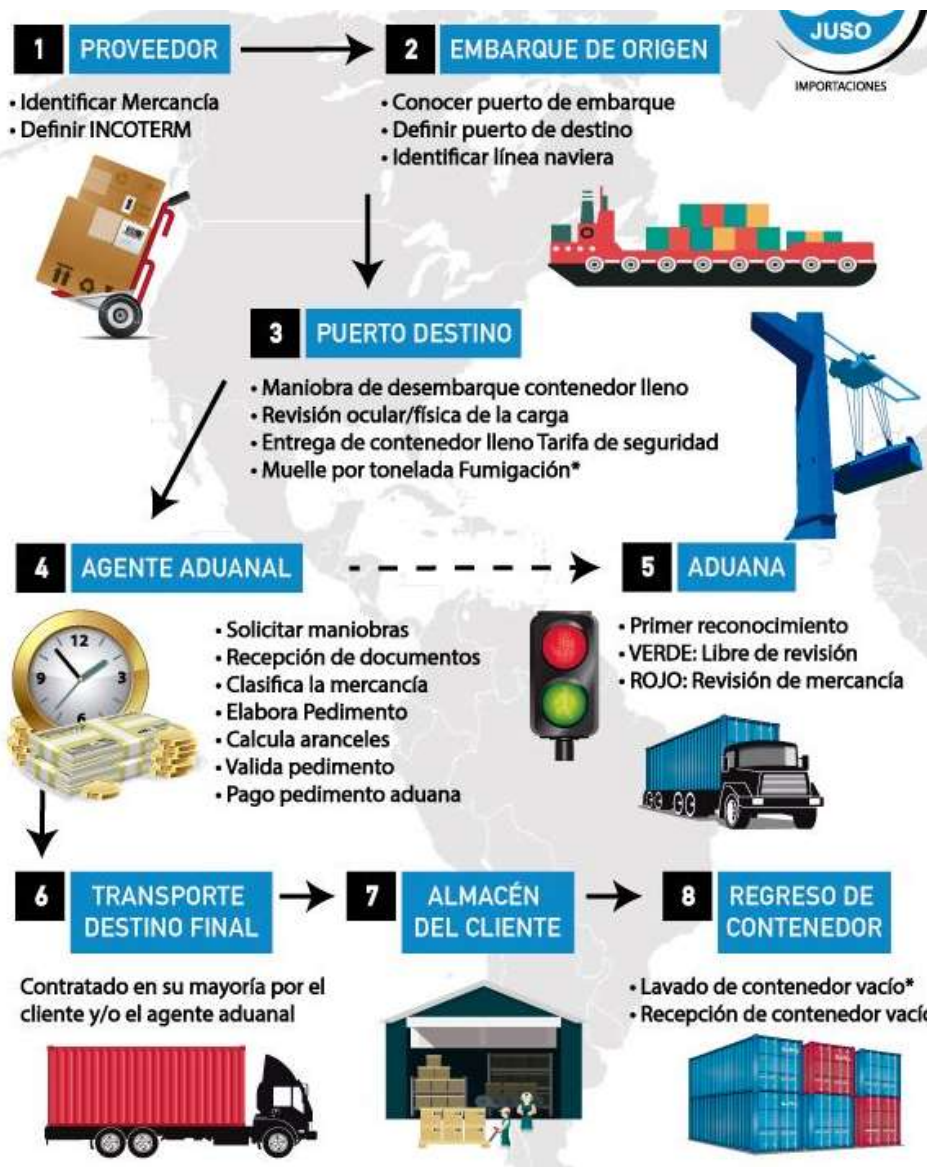 JUSO
IMPORTACIONES
1 PROVEEDOR
• Identificar Mercancía
• Definir INCOTERM
2 EMBARQUE DE ORIGEN
• Conocer puerto de embarque
• Definir puerto de destino
• Identificar línea naviera
3 PUERTO DESTINO
• Maniobra de desembarque contenedor lleno
• Revisión ocular/física de la carga
• Entrega de contenedor lleno Tarifa de seguridad
• Muelle por tonelada Fumigación*
4 AGENTE ADUANAL
12
3
6
9
• Solicitar maniobras
• Recepción de documentos
• Clasifica la mercancía
• Elabora Pedimento
• Calcula aranceles
• Valida pedimento
• Pago pedimento aduana
5 ADUANA
• Primer reconocimiento
• VERDE: Libre de revisión
• ROJO: Revisión de mercancía
6 TRANSPORTE
DESTINO FINAL
Contratado en su mayoría por el
cliente y/o el agente aduanal
7 ALMACÉN
DEL CLIENTE
8 REGRESO DE
CONTENEDOR
• Lavado de contenedor vacío*
• Recepción de contenedor vacío